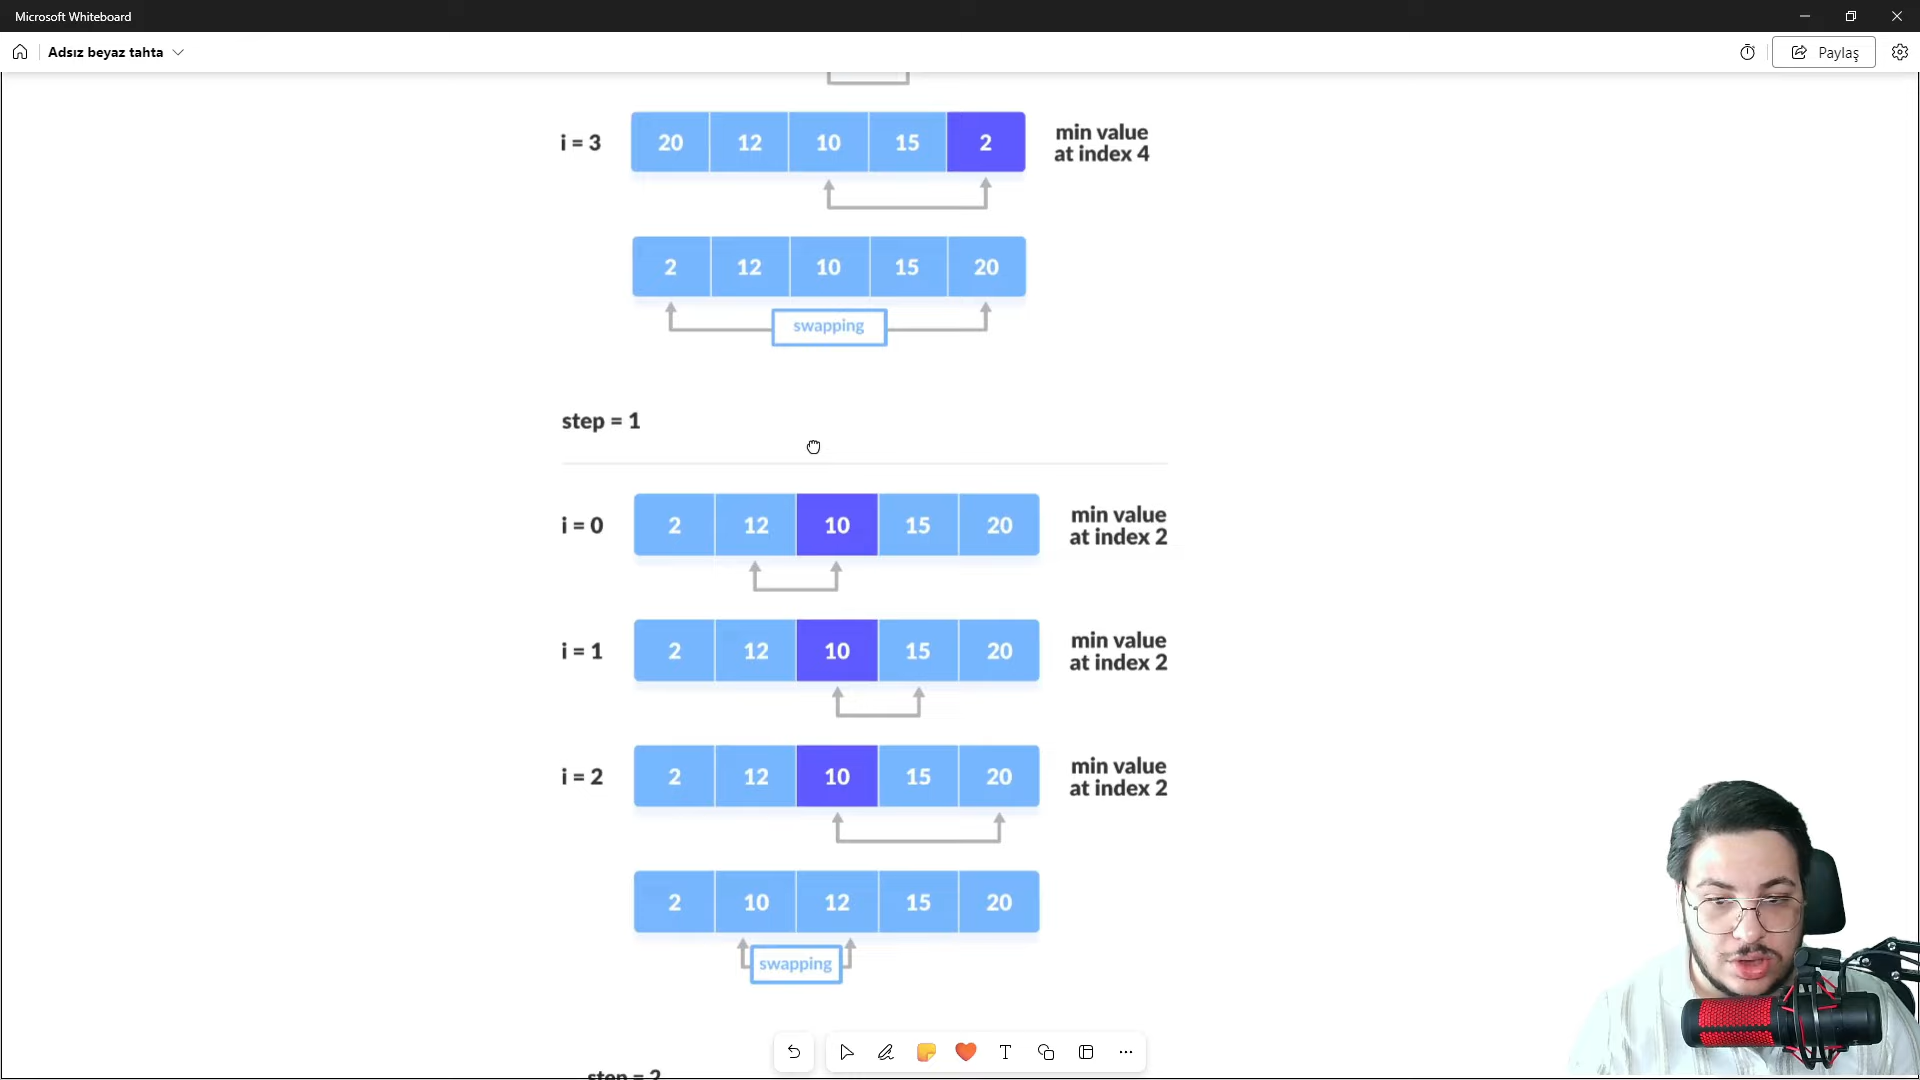 Microsoft Whiteboard
Adsız beyaz tahta
Paylaş
i = 3 20 12 10 15 2 min value
at index 4
2 12 10 15 20
swapping
step = 1
i = 0 2 12 10 15 20 min value
at index 2
i = 1 2 12 10 15 20 min value
at index 2
i = 2 2 12 10 15 20 min value
at index 2
2 10 12 15 20
swapping
T
step = 2